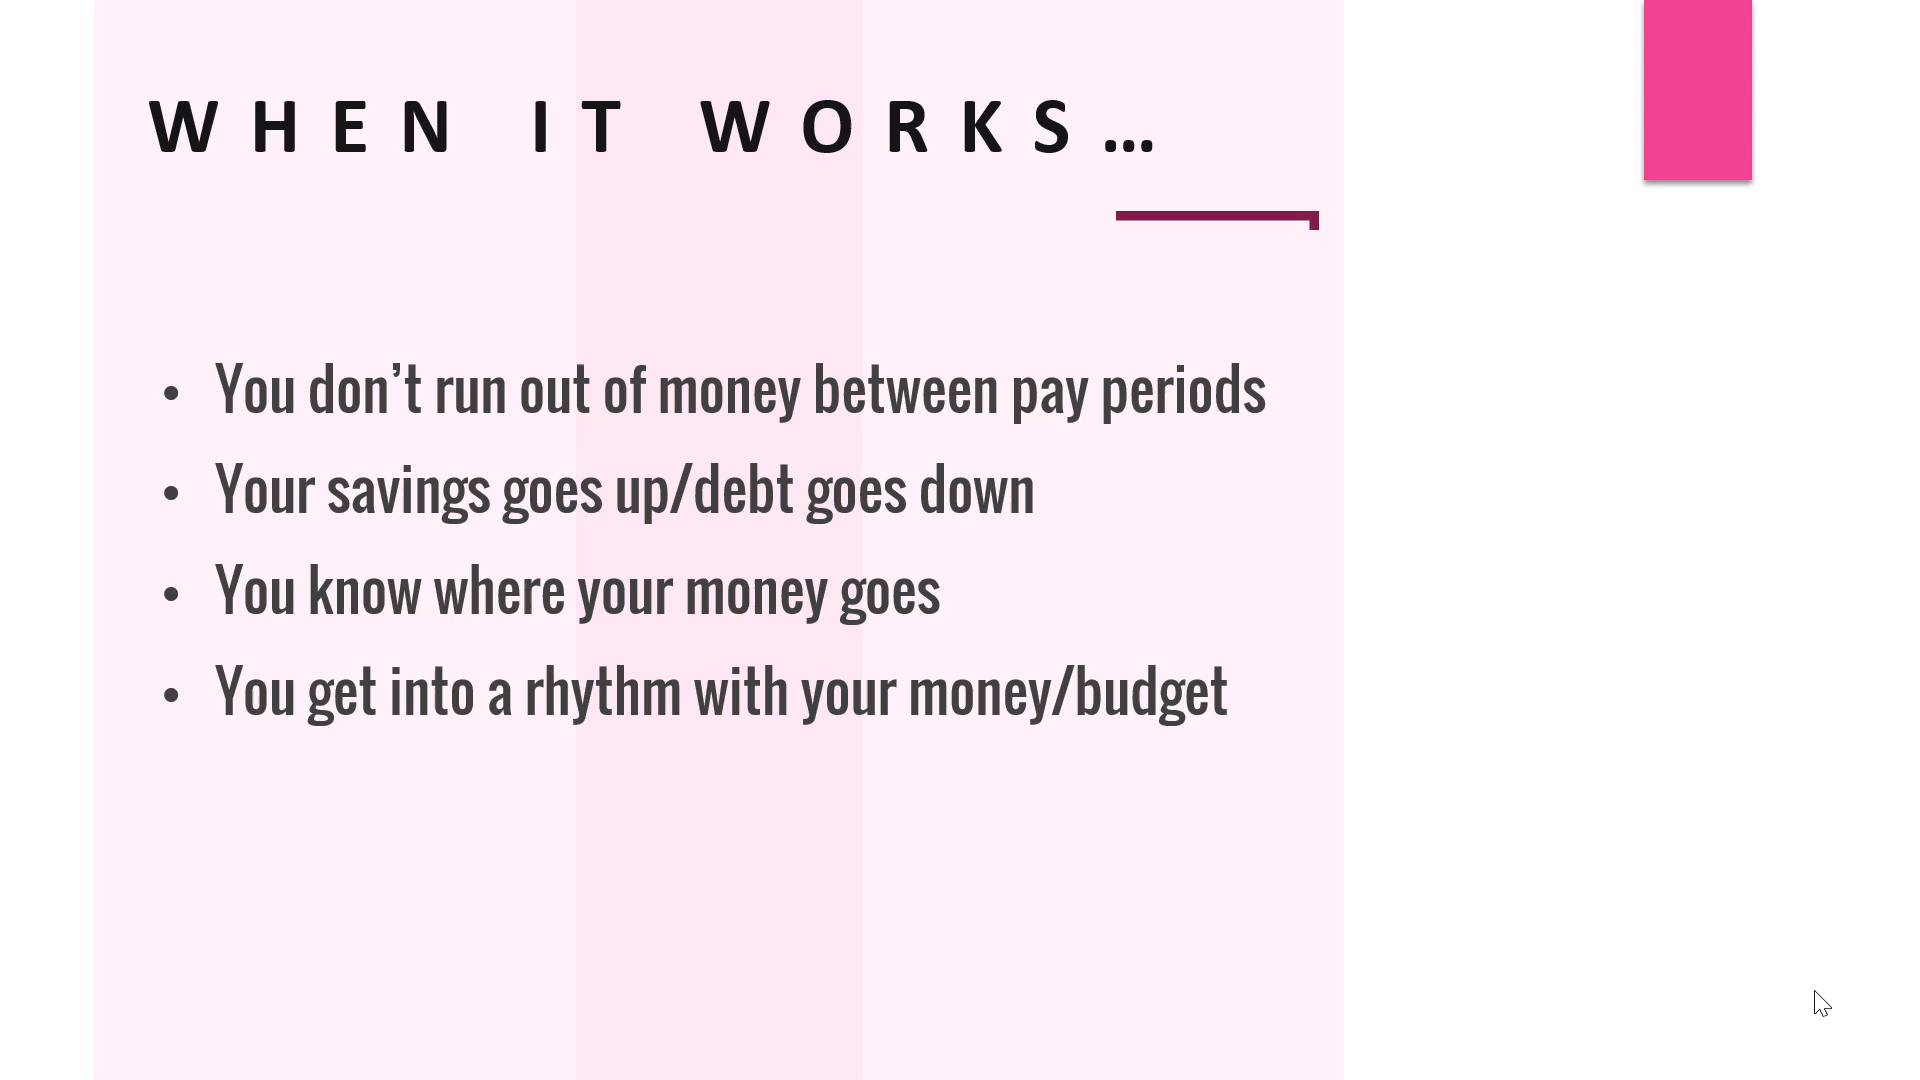 WHEN IT WORKS…
• You don’t run out of money between pay periods
• Your savings goes up/debt goes down
• You know where your money goes
• You get into a rhythm with your money/budget